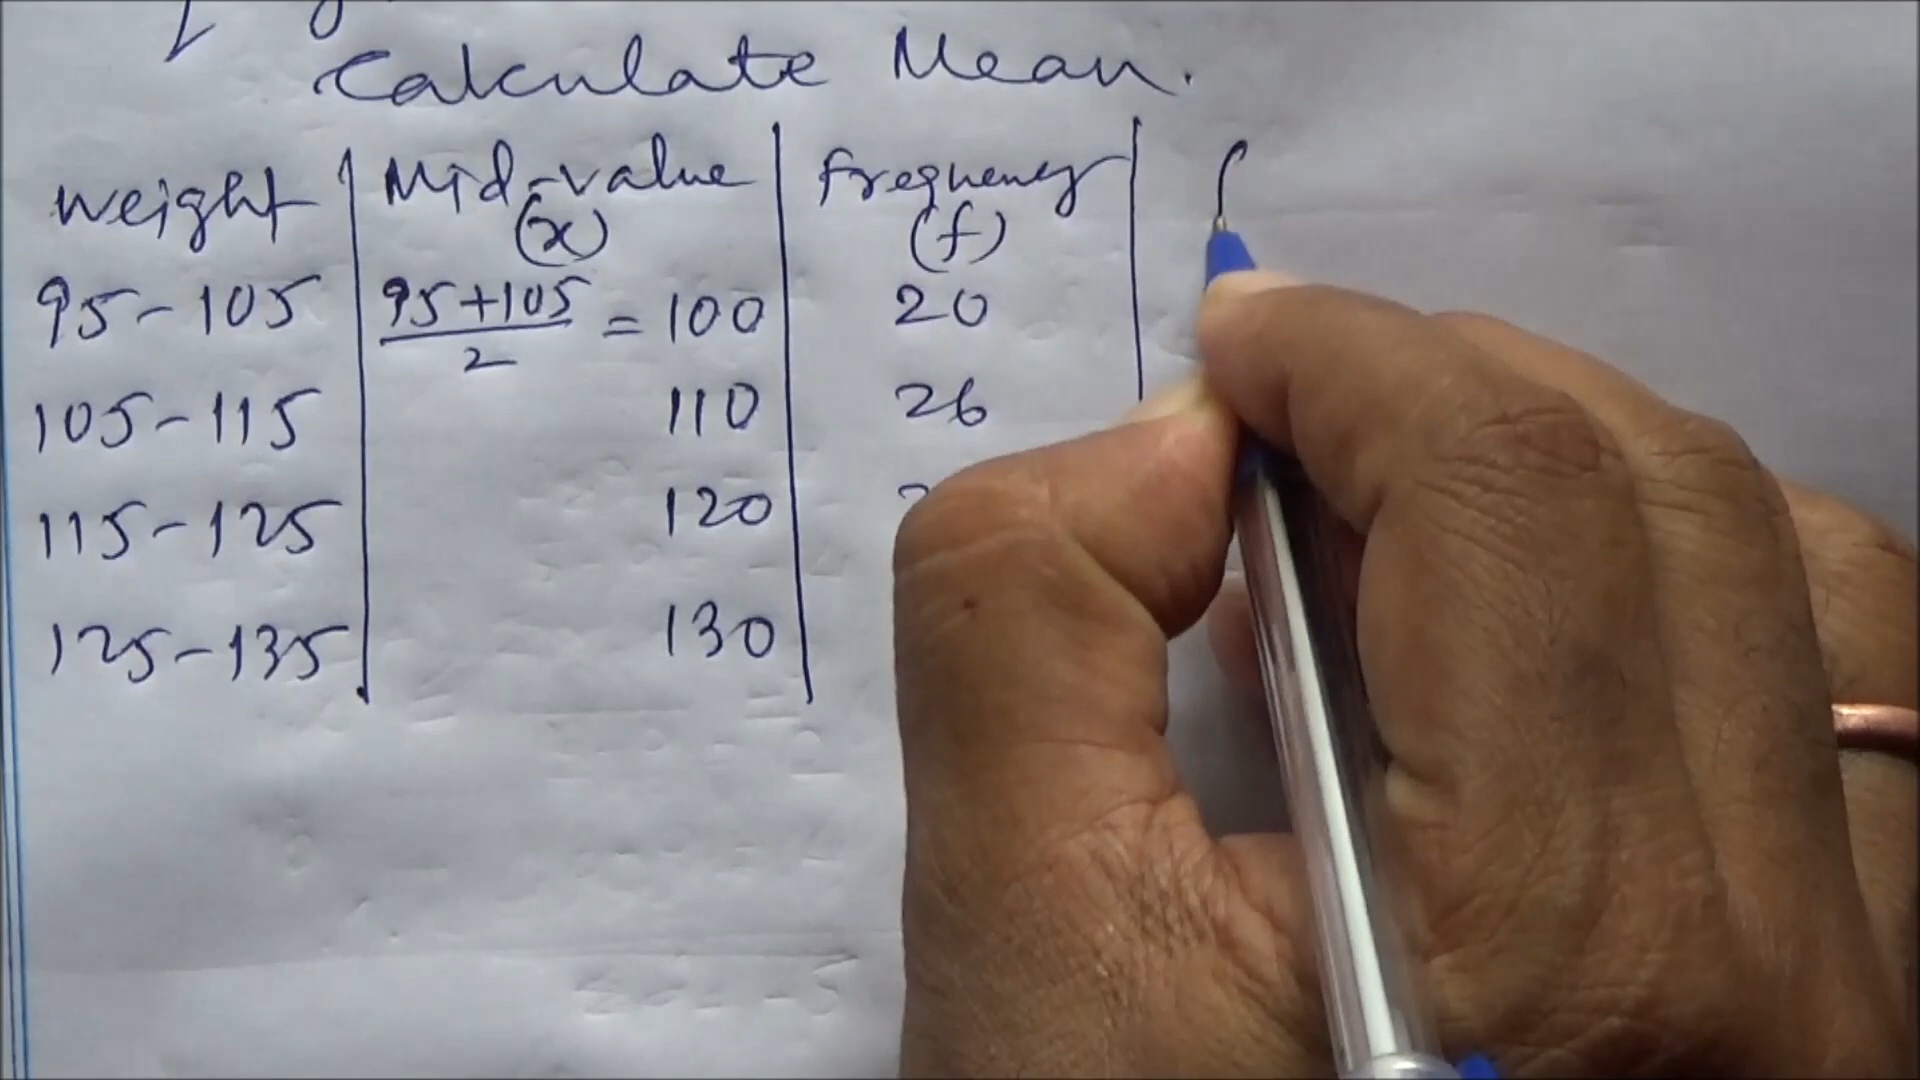 Calculate Mean.
Weight Mid-value Frequency
(x) (f)
95-105 95+105/2 = 100 20
105-115 110 26
115-125 120
125-135 130